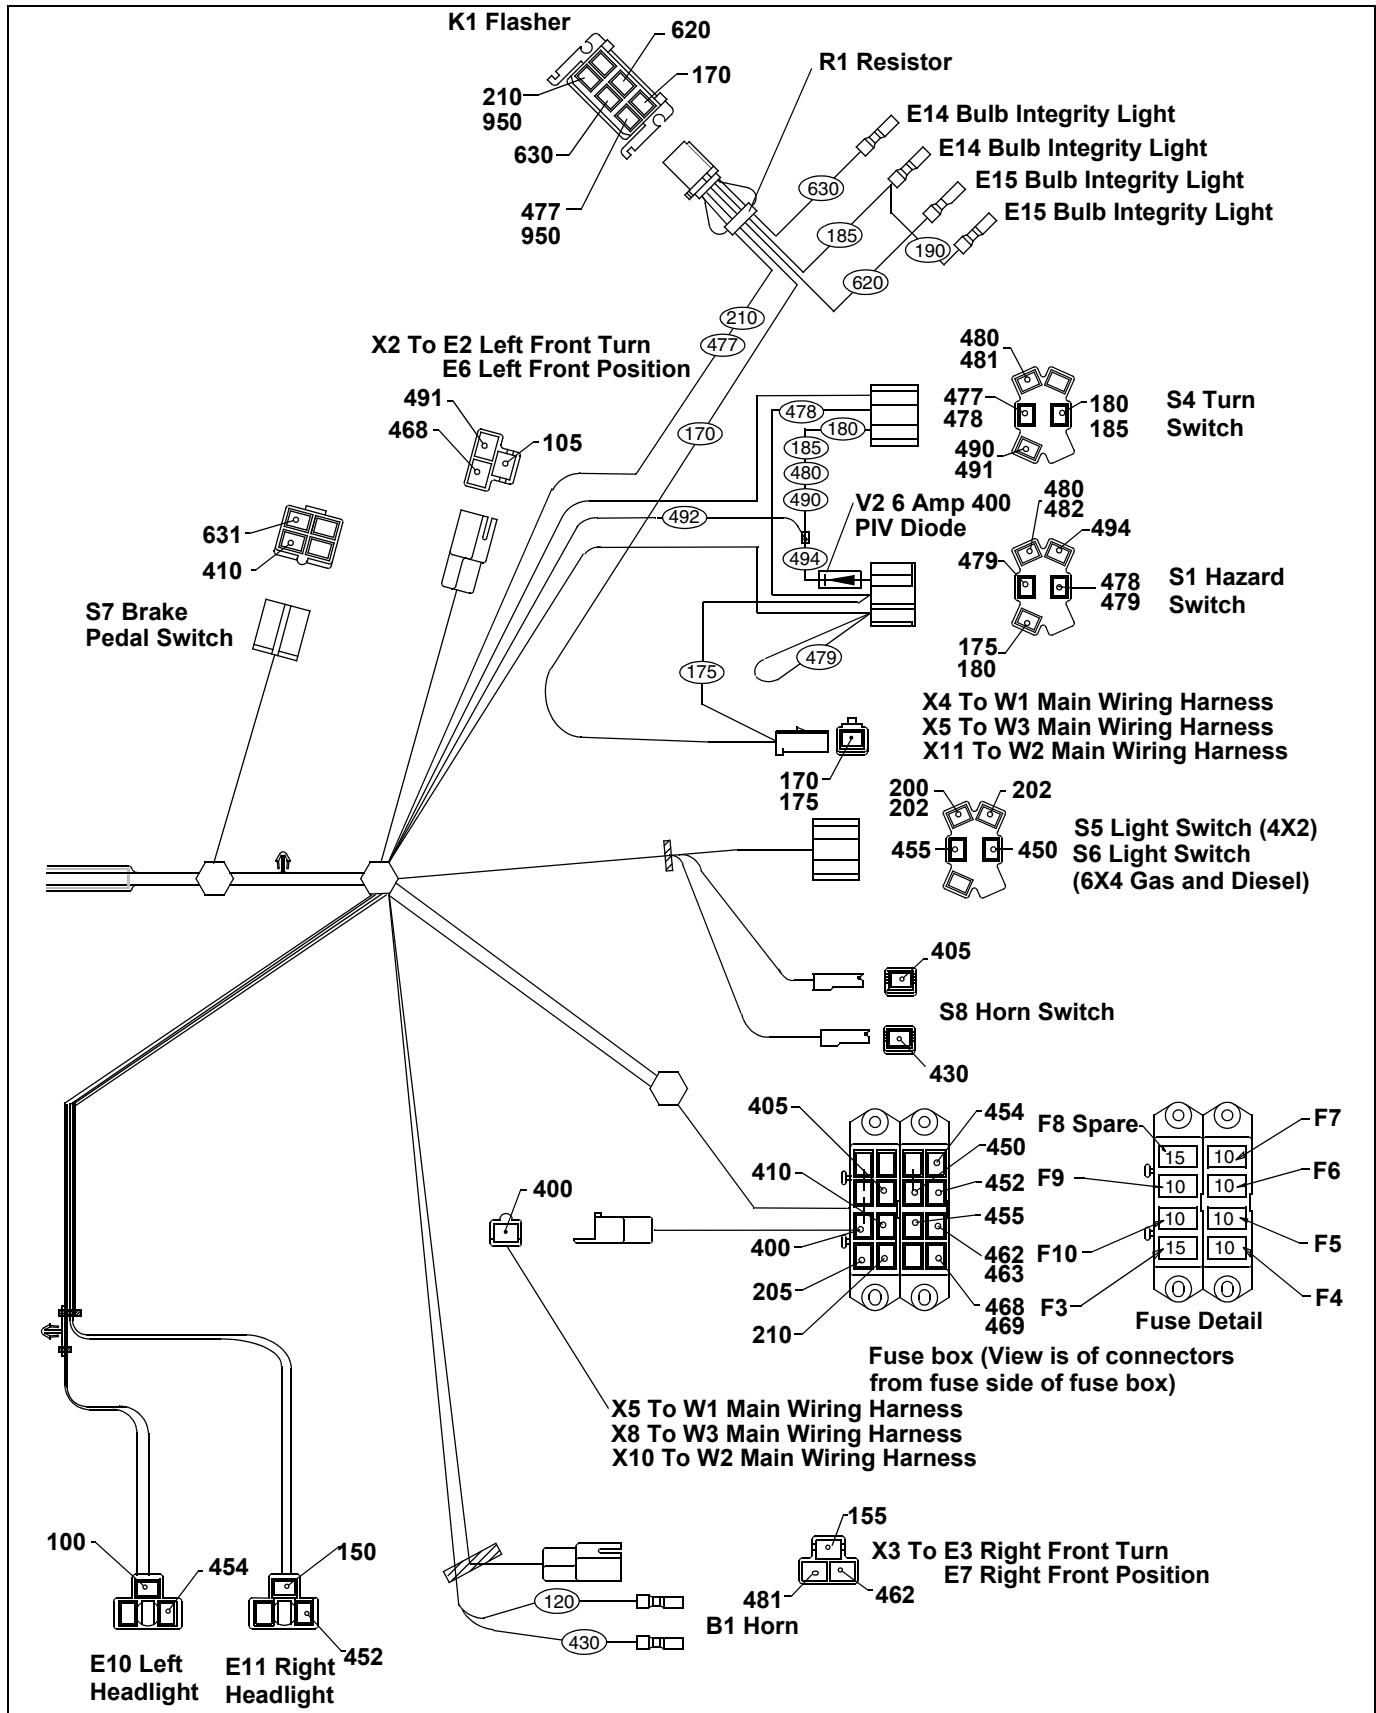 K1 Flasher
620
R1 Resistor
170
210
950
630
477
950
E14 Bulb Integrity Light
E14 Bulb Integrity Light
E15 Bulb Integrity Light
E15 Bulb Integrity Light
630
185
190
620
210
477
X2 To E2 Left Front Turn
E6 Left Front Position
491
468
105
170
478
180
185
480
490
492
494
V2 6 Amp 400
PIV Diode
480
481
477
478
180
185
490
491
S4 Turn
Switch
480
482
494
479
478
479
175
180
S1 Hazard
Switch
631
410
S7 Brake
Pedal Switch
479
175
X4 To W1 Main Wiring Harness
X5 To W3 Main Wiring Harness
X11 To W2 Main Wiring Harness
170
175
200
202
202
455
450
S5 Light Switch (4X2)
S6 Light Switch
(6X4 Gas and Diesel)
405
S8 Horn Switch
430
405
454
450
410
452
455
400
400
462
463
205
468
469
210
F8 Spare
F7
15
10
F9
F6
10
10
10
10
F10
F5
15
10
F3
F4
Fuse Detail
Fuse box (View is of connectors
from fuse side of fuse box)
X5 To W1 Main Wiring Harness
X8 To W3 Main Wiring Harness
X10 To W2 Main Wiring Harness
100
454
150
452
E10 Left
Headlight
E11 Right
Headlight
155
X3 To E3 Right Front Turn
E7 Right Front Position
481
462
120
B1 Horn
430